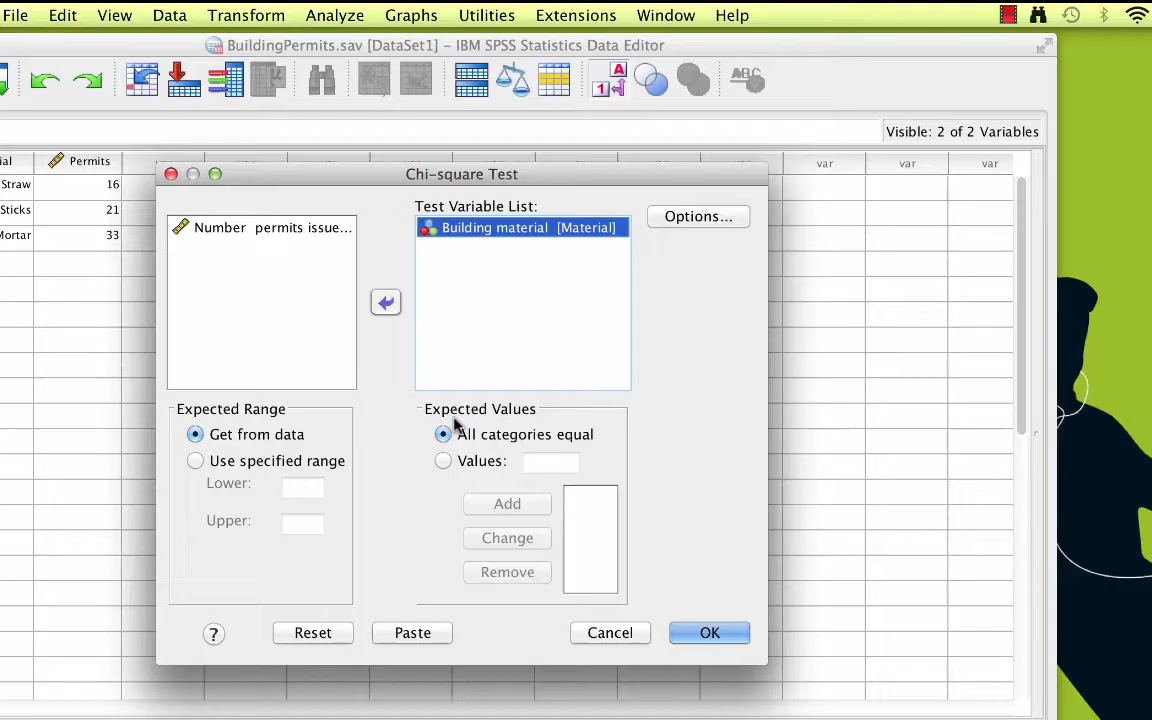 File Edit View Data Transform Analyze Graphs Utilities Extensions Window Help
BuildingPermits.sav [DataSet1] – IBM SPSS Statistics Data Editor
Visible: 2 of 2 Variables
ial Permits var var var
Straw 16
Sticks 21
Mortar 33
Chi-square Test
Test Variable List:
Number permits issue...
Building material [Material]
Options...
Expected Range
Get from data
Use specified range
Lower:
Upper:
Expected Values
All categories equal
Values:
Add
Change
Remove
? Reset Paste Cancel OK